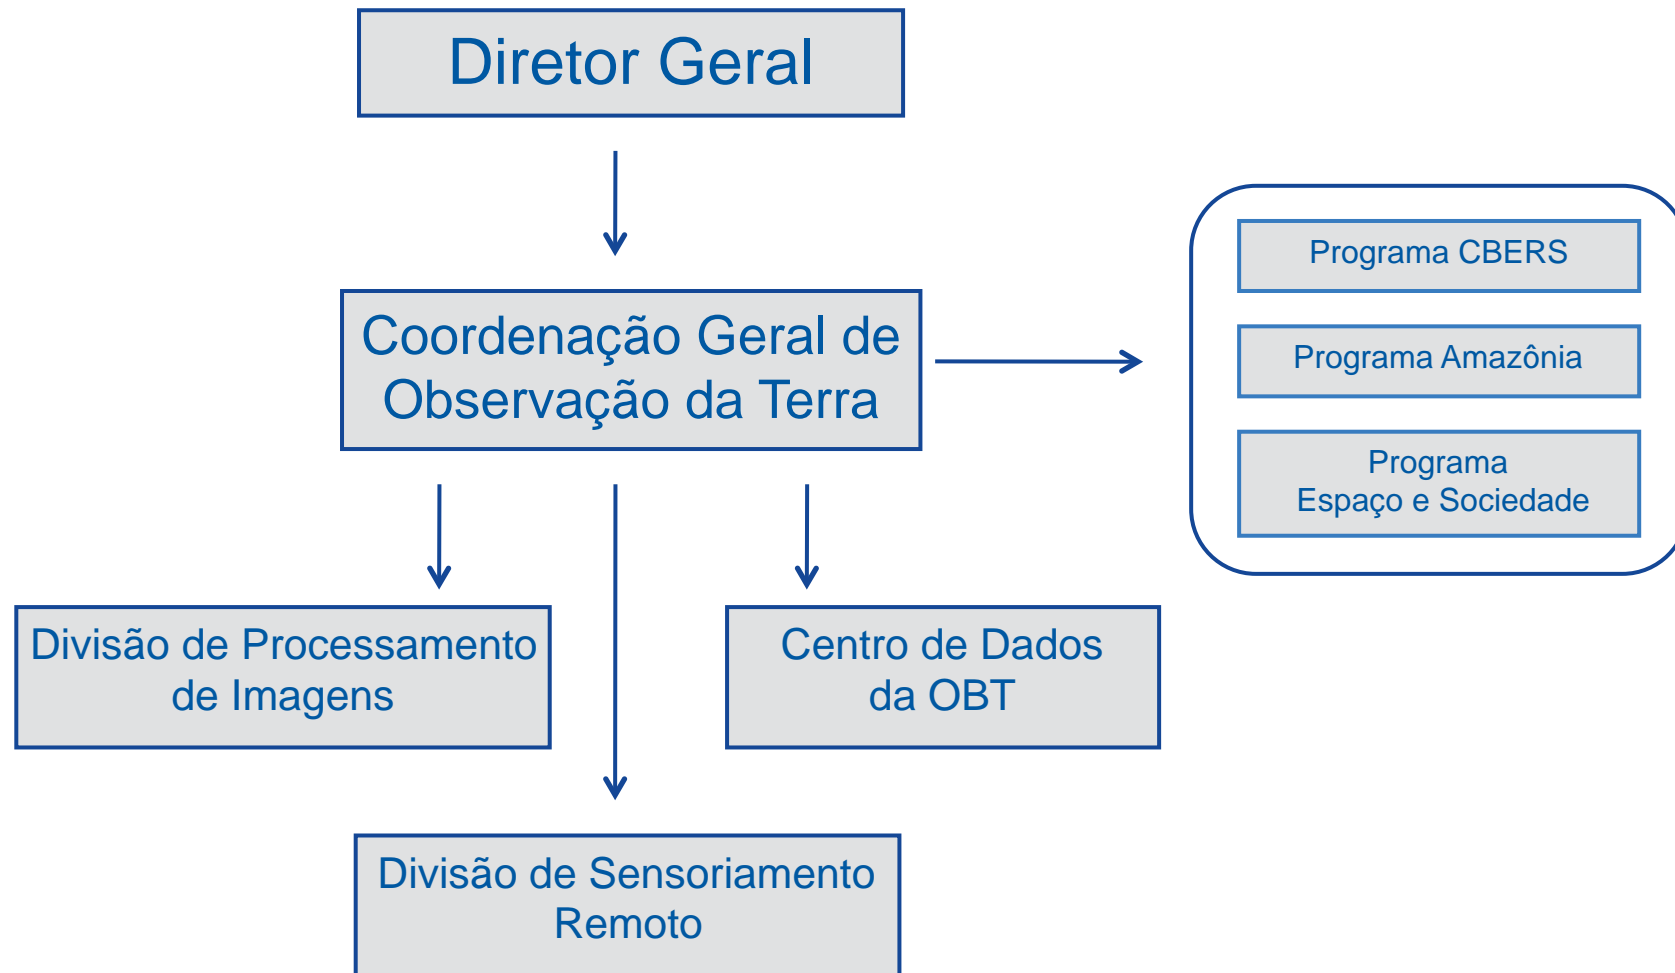 Diretor Geral
Coordenação Geral de
Observação da Terra
Programa CBERS
Programa Amazônia
Programa
Espaço e Sociedade
Divisão de Processamento
de Imagens
Centro de Dados
da OBT
Divisão de Sensoriamento
Remoto